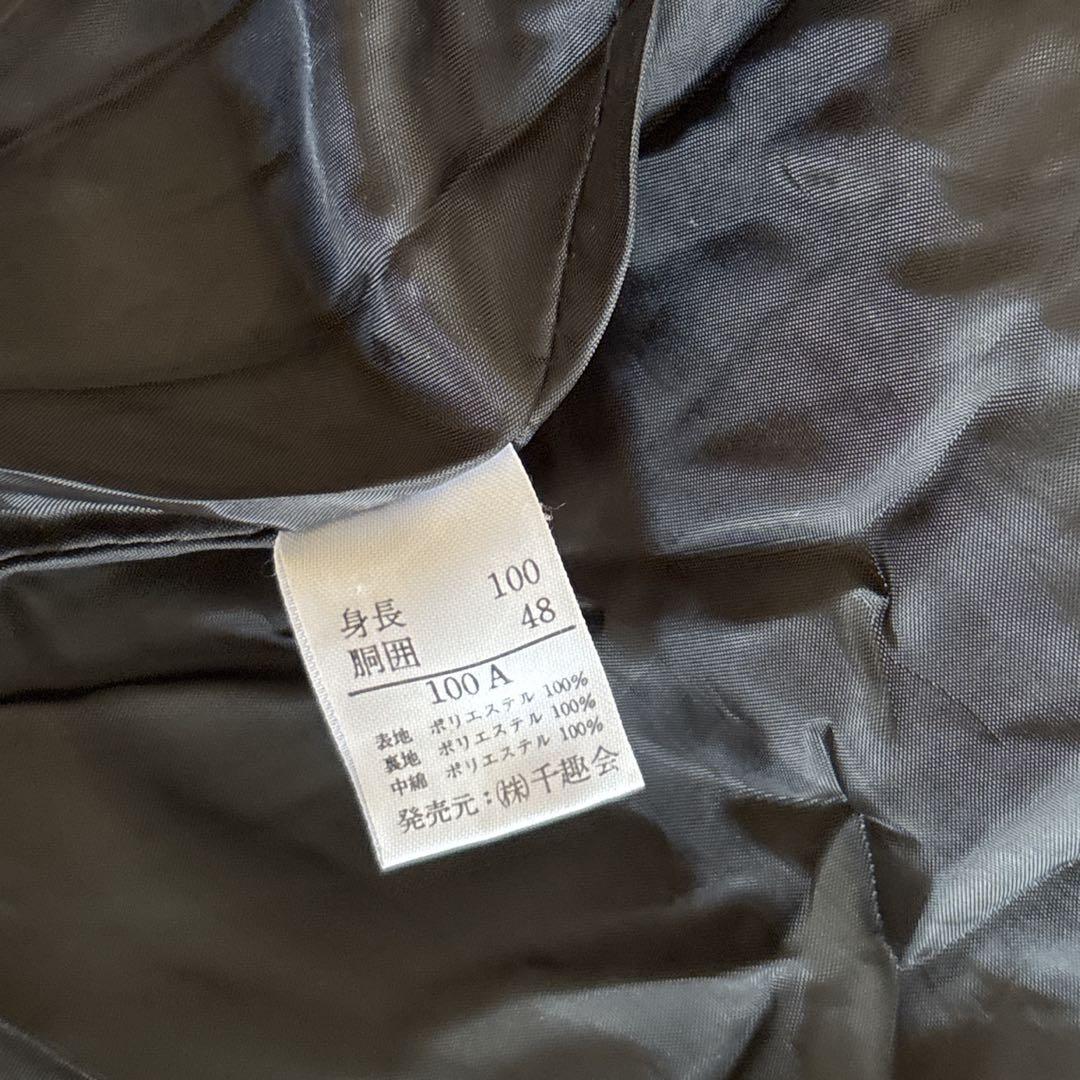 身長 100
胴囲 48
100 A
表地 ポリエステル 100%
裏地 ポリエステル 100%
中綿 ポリエステル 100%
発売元：㈱千趣会